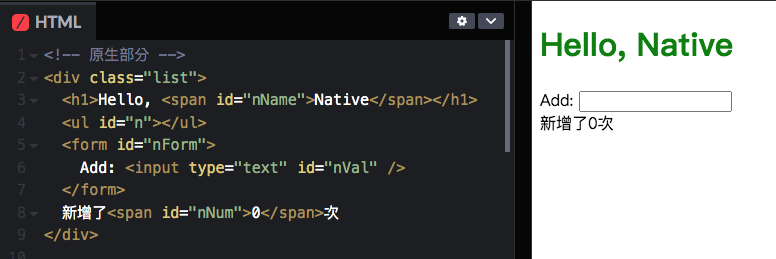 HTML
1 <!-- 原生部分 -->
2 <div class="list">
3 <h1>Hello, <span id="nName">Native</span></h1>
4 <ul id="n"></ul>
5 <form id="nForm">
6 Add: <input type="text" id="nVal" />
7 </form>
8 新增了<span id="nNum">0</span>次
9 </div>
10
Hello, Native
Add:
新增了0次